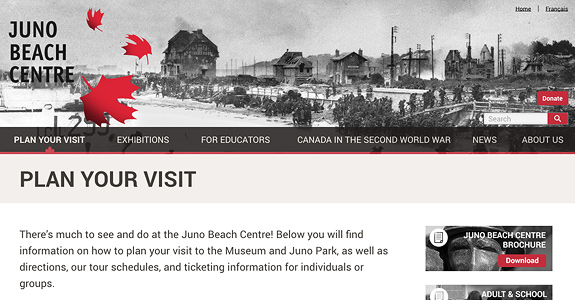 Home | Français
JUNO
BEACH
CENTRE
Donate
Search
PLAN YOUR VISIT EXHIBITIONS FOR EDUCATORS CANADA IN THE SECOND WORLD WAR NEWS ABOUT US
PLAN YOUR VISIT
There's much to see and do at the Juno Beach Centre! Below you will find
information on how to plan your visit to the Museum and Juno Park, as well as
directions, our tour schedules, and ticketing information for individuals or
groups.
JUNO BEACH CENTRE
BROCHURE
Download
ADULT & SCHOOL